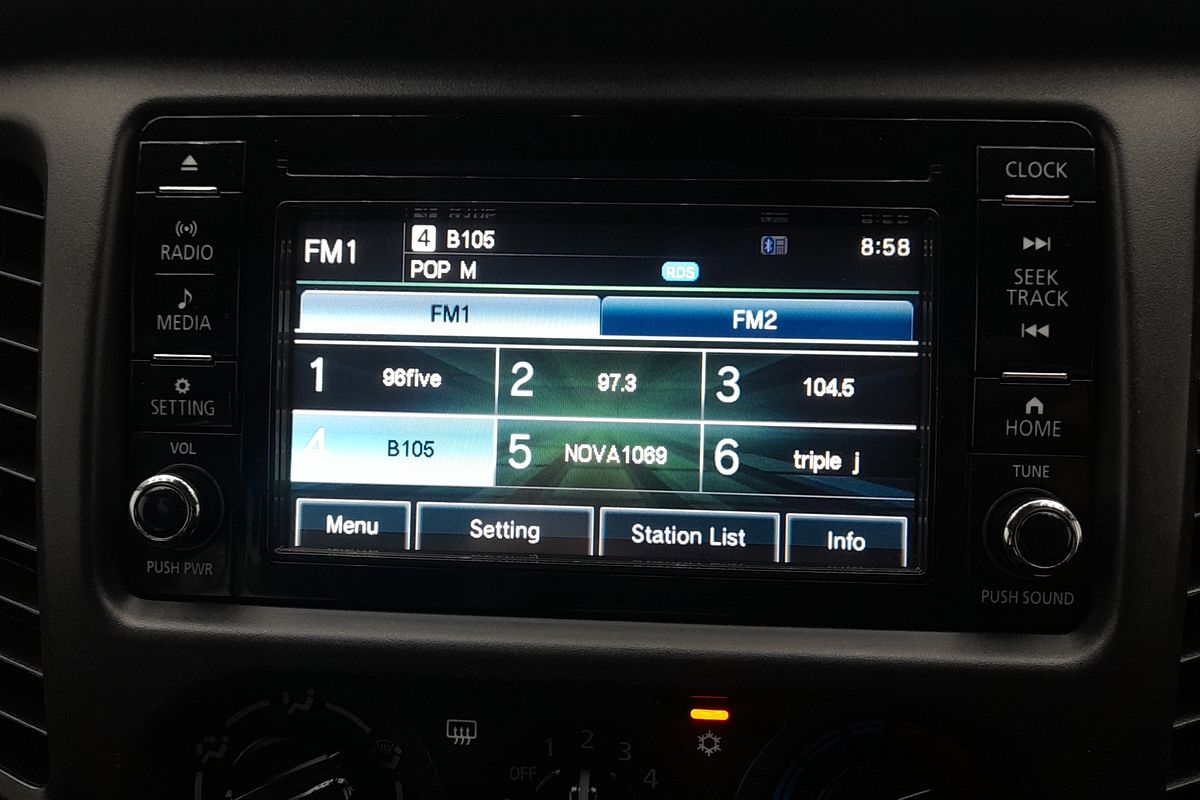 CLOCK
RADIO
MEDIA
SETTING
VOL
PUSH PWR
FM1
4 B105
8:58
POP M
RDS
FM1 FM2
1 96five 2 97.3 3 104.5
4 B105 5 NOVA1069 6 triple j
Menu Setting Station List Info
SEEK
TRACK
HOME
TUNE
PUSH SOUND
OFF 1 2 3 4